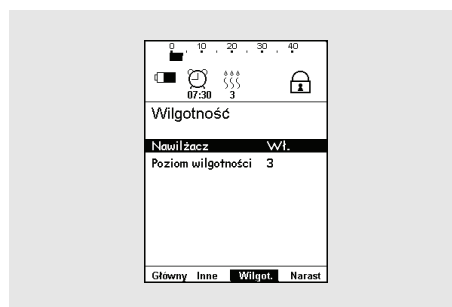 0 10 20 30 40
07:30 3
Wilgotność
Nawilżacz Wł.
Poziom wilgotności 3
Główny Inne Wilgot. Narast